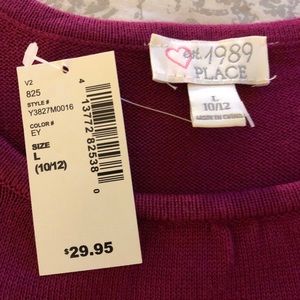 V2
825
STYLE #
Y3827M0016
COLOR #
EY
SIZE
L
(10/12)
$29.95
4 13772 82538 0
est. 1989
PLACE
L
10/12
MADE IN CHINA